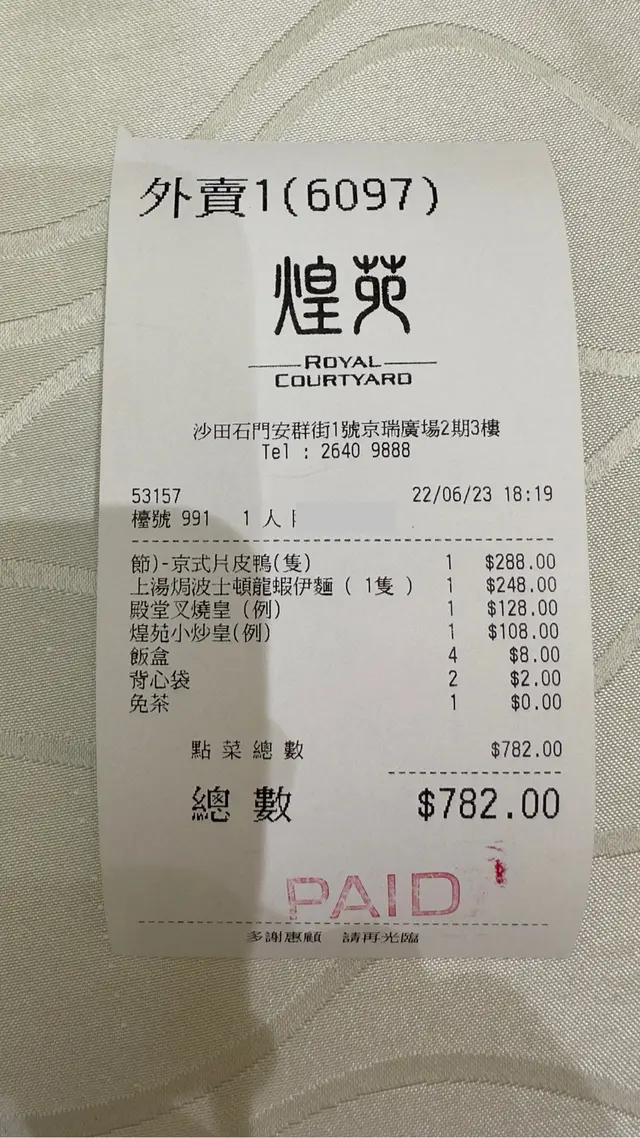 外賣1(6097)
煌苑
ROYAL
COURTYARD
沙田石門安群街1號京瑞廣場2期3樓
Tel : 2640 9888
53157 22/06/23 18:19
檯號 991 1 人
節)-京式片皮鴨(隻) 1 $288.00
上湯焗波士頓龍蝦伊麵 ( 1隻 ) 1 $248.00
殿堂叉燒皇 (例) 1 $128.00
煌苑小炒皇(例) 1 $108.00
飯盒 4 $8.00
背心袋 2 $2.00
免茶 1 $0.00
點 菜 總 數 $782.00
總 數 $782.00
PAID
多謝惠顧 請再光臨